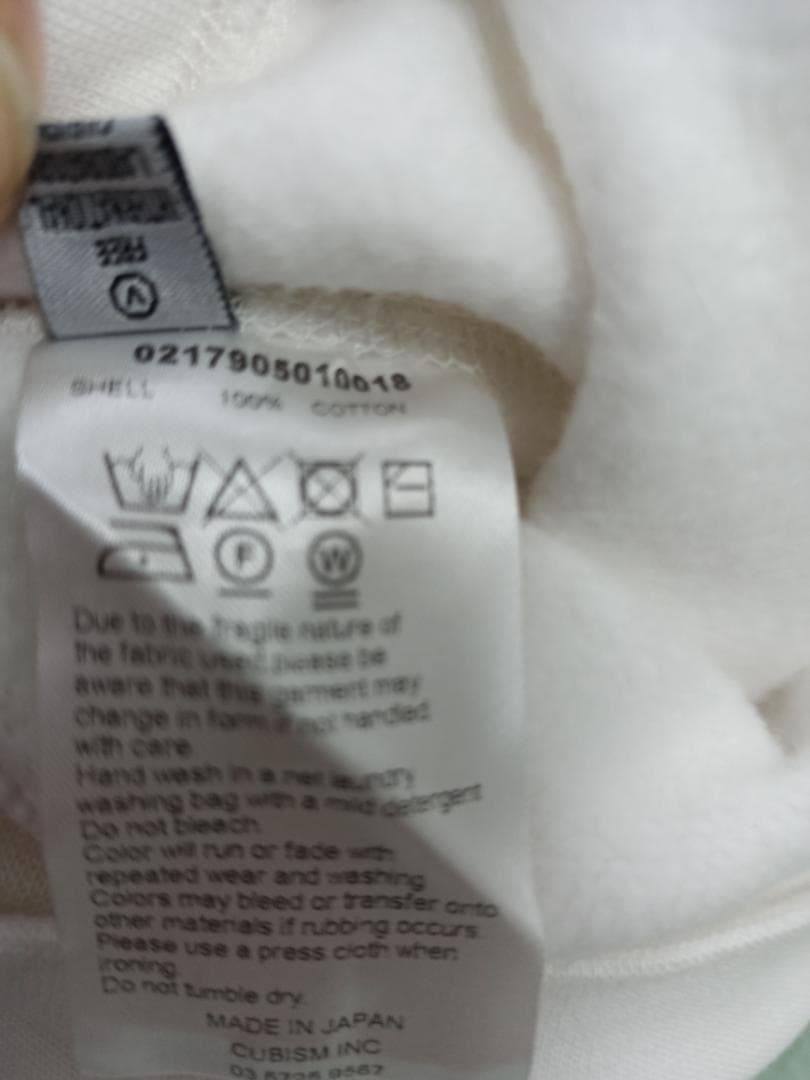 FREE
V
0217905010018
SHELL 100% COTTON
F W
Due to the fragile nature of
the fabric used please be
aware that this garment may
change in form if not handled
with care
Hand wash in a net laundry
washing bag with a mild detergent
Do not bleach
Color will run or fade with
repeated wear and washing
Colors may bleed or transfer onto
other materials if rubbing occurs.
Please use a press cloth when
ironing.
Do not tumble dry.
MADE IN JAPAN
CUBISM INC